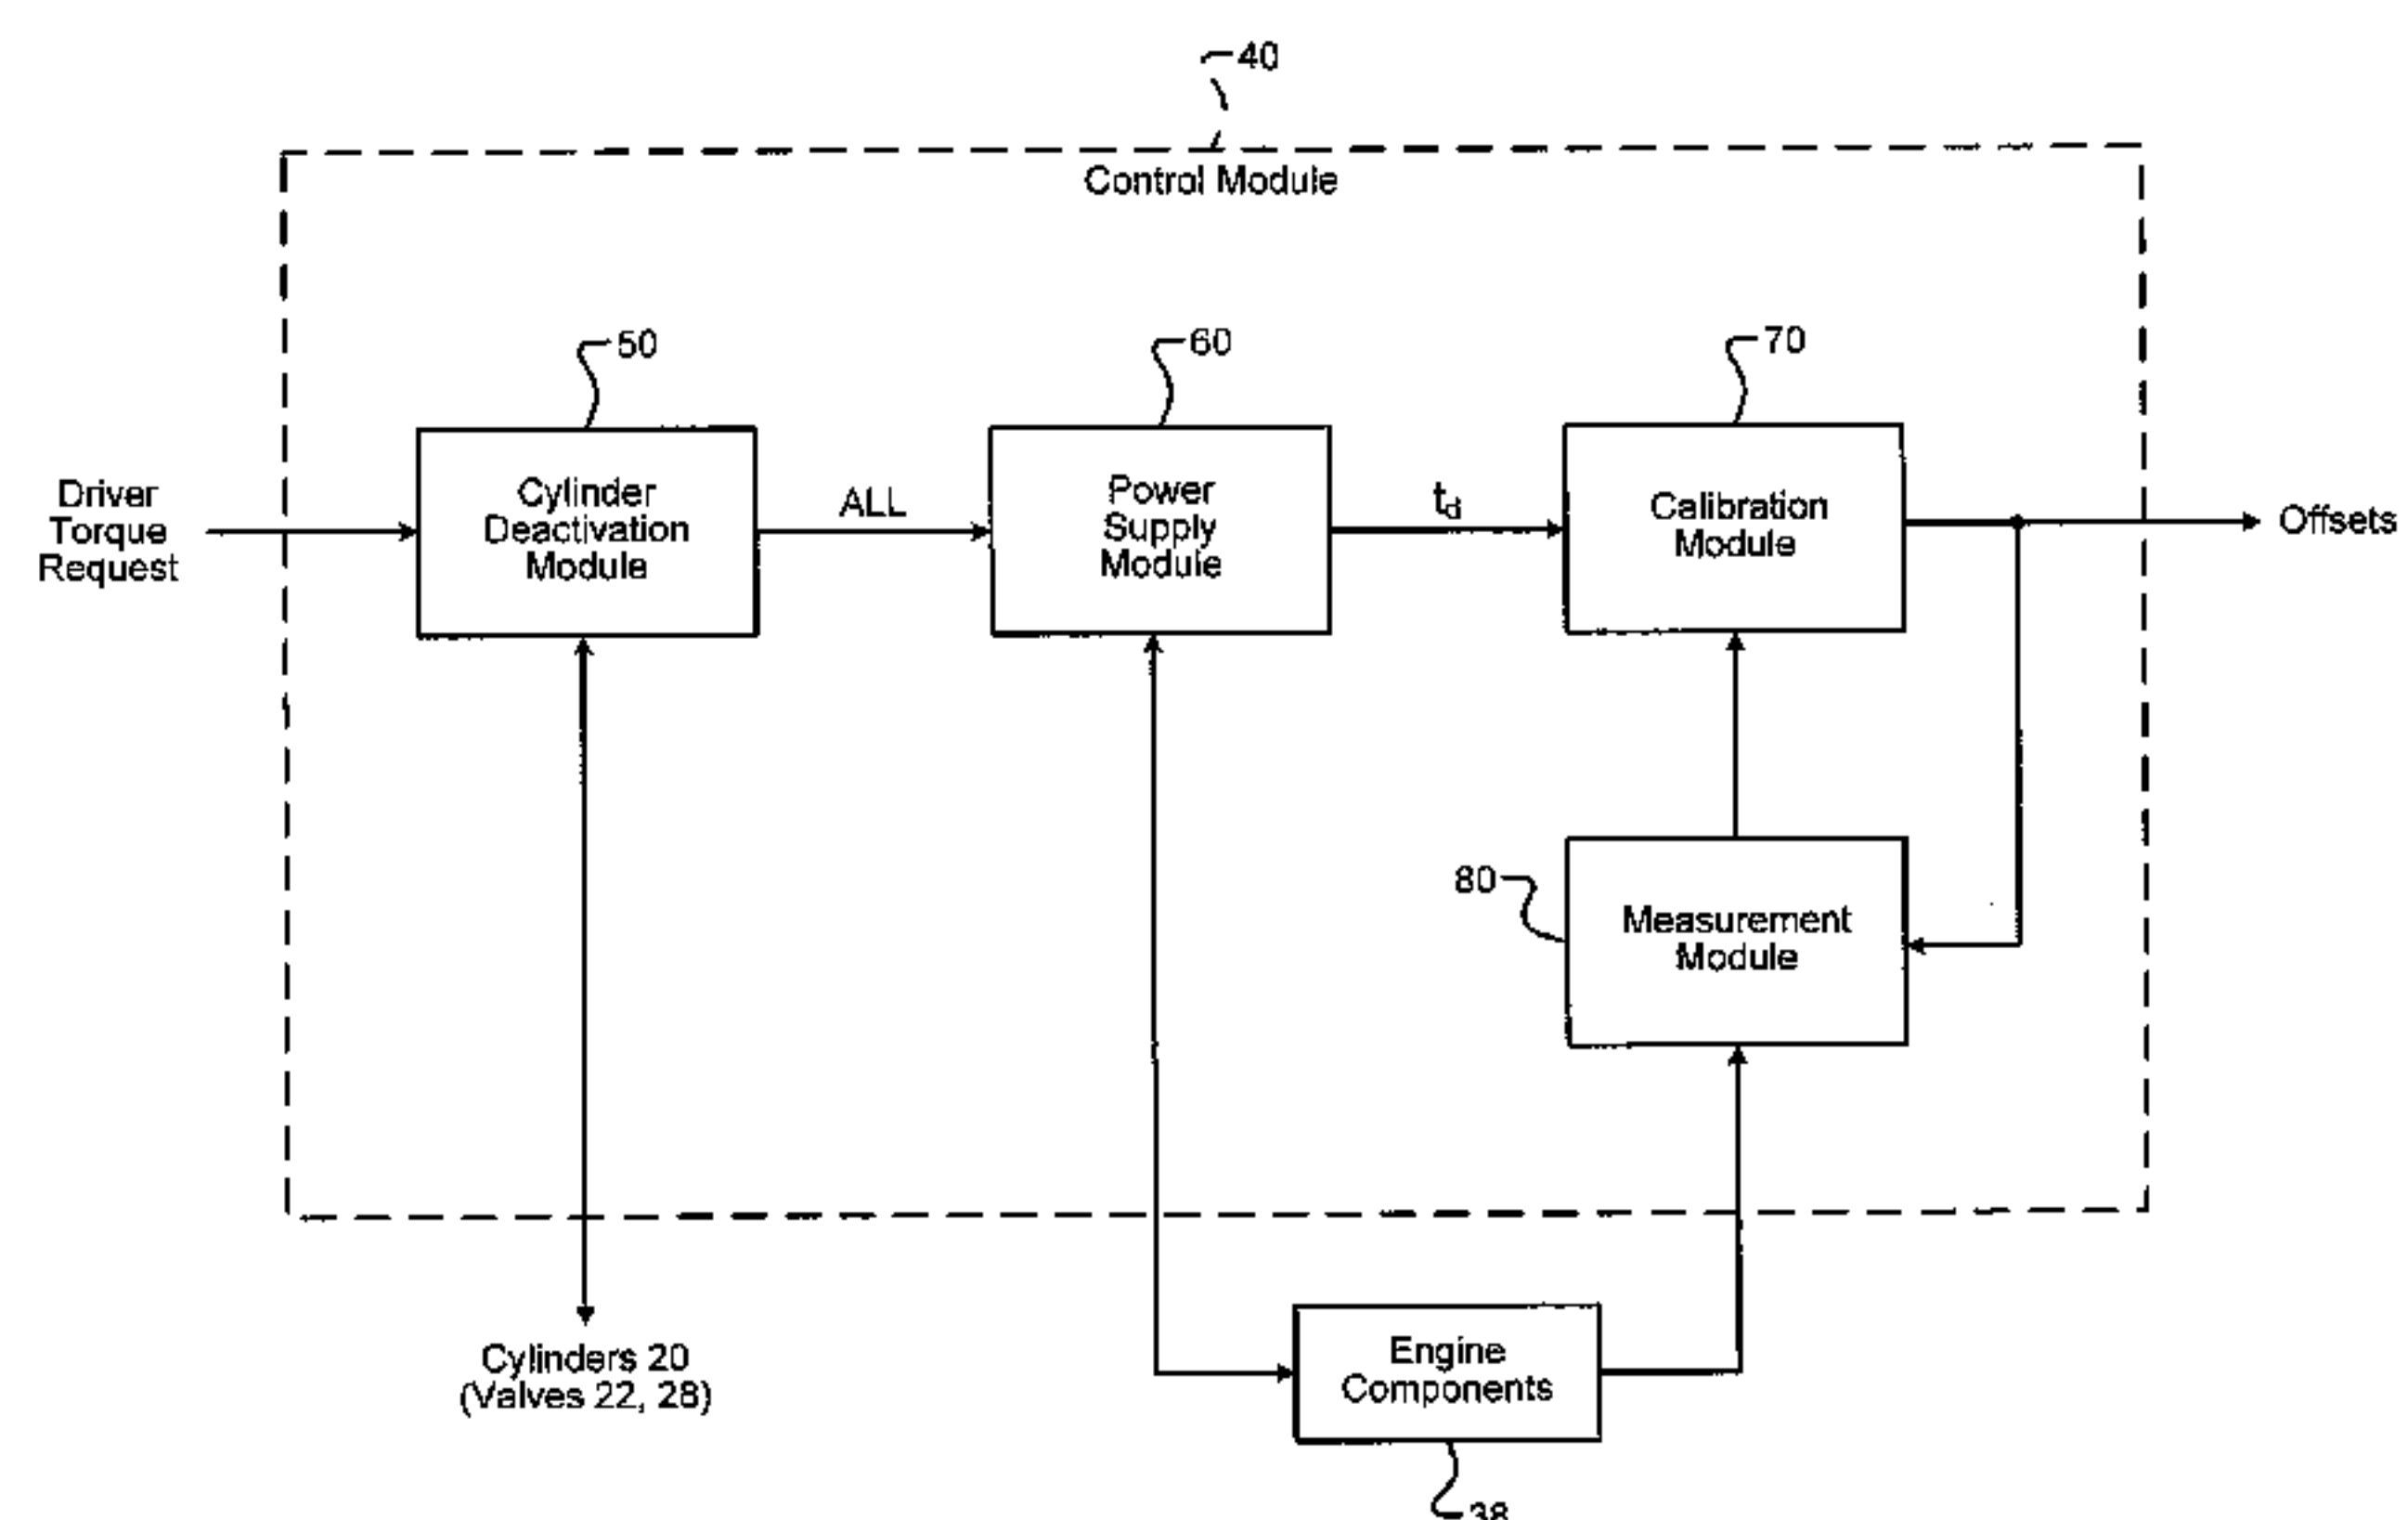 40
Control Module
50
60
70
Driver
Torque
Request
Cylinder
Deactivation
Module
ALL
Power
Supply
Module
td
Calibration
Module
Offsets
80
Measurement
Module
Cylinders 20
(Valves 22, 28)
Engine
Components
38